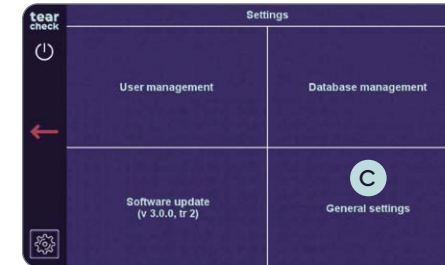 tear
check
Settings
User management
Database management
Software update
(v 3.0.0, tr 2)
C
General settings